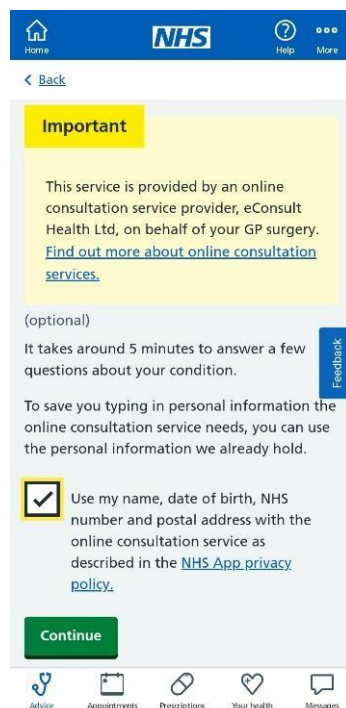 Home
NHS
Help
More
Back
Important
This service is provided by an online
consultation service provider, eConsult
Health Ltd, on behalf of your GP surgery.
Find out more about online consultation
services.
(optional)
It takes around 5 minutes to answer a few
questions about your condition.
Feedback
To save you typing in personal information the
online consultation service needs, you can use
the personal information we already hold.
Use my name, date of birth, NHS
number and postal address with the
online consultation service as
described in the NHS App privacy
policy.
Continue
Advice
Appointments
Prescriptions
Your health
Messages